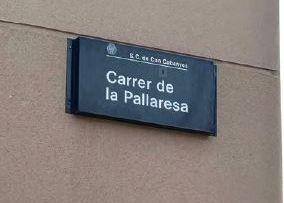 S.C. de Can Cabanyes
Carrer de
la Pallaresa